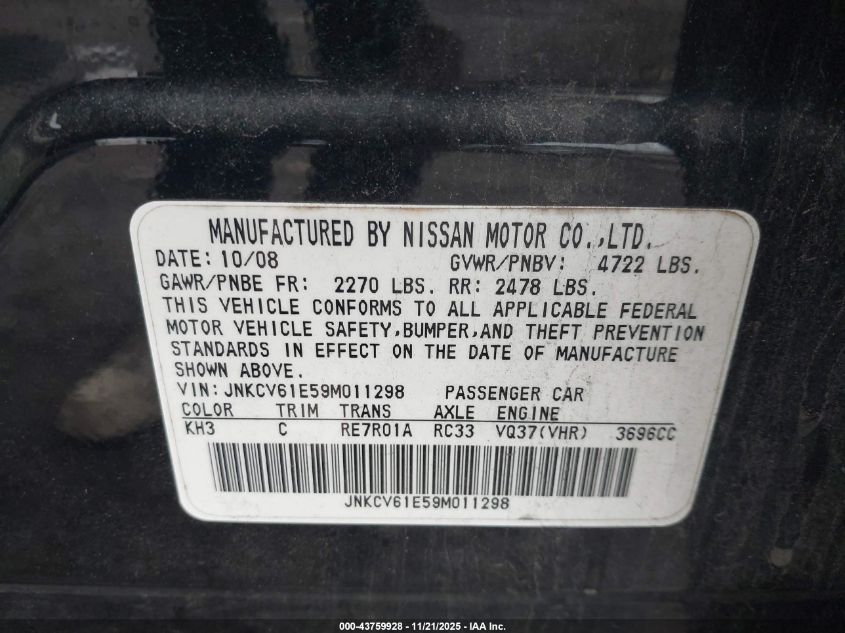 MANUFACTURED BY NISSAN MOTOR CO.,LTD.
DATE: 10/08 GVWR/PNBV: 4722 LBS.
GAWR/PNBE FR: 2270 LBS. RR: 2478 LBS.
THIS VEHICLE CONFORMS TO ALL APPLICABLE FEDERAL
MOTOR VEHICLE SAFETY,BUMPER,AND THEFT PREVENTION
STANDARDS IN EFFECT ON THE DATE OF MANUFACTURE
SHOWN ABOVE.
VIN: JNKCV61E59M011298 PASSENGER CAR
COLOR TRIM TRANS AXLE ENGINE
KH3 C RE7R01A RC33 VQ37(VHR) 3696CC
JNKCV61E59M011298
000-43759928 - 11/21/2025 - IAA Inc.